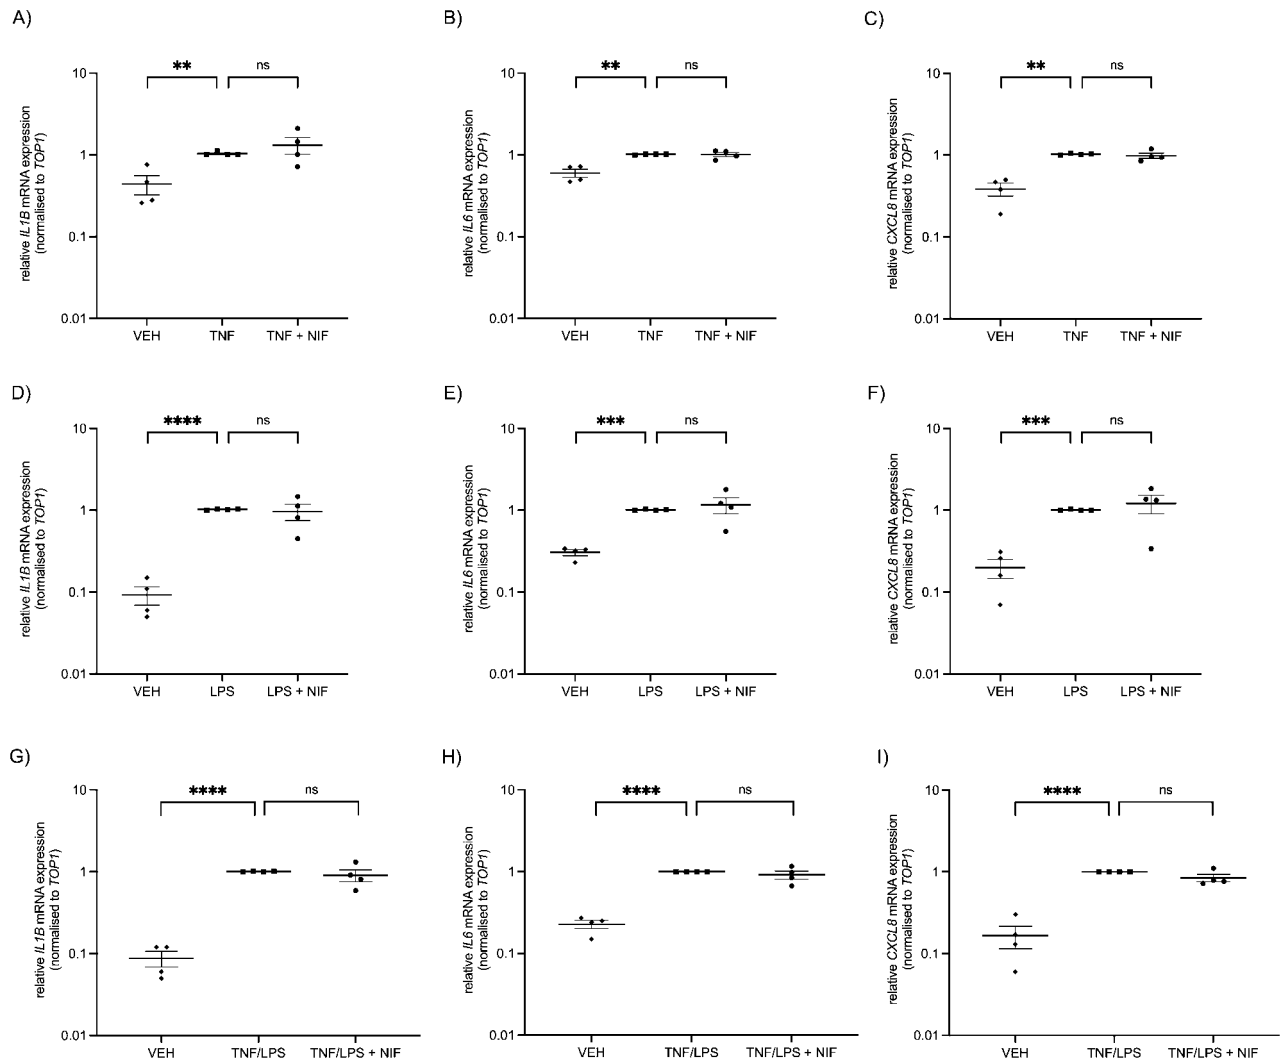 A)
B)
C)
** ns
** ns
** ns
relative IL1B mRNA expression
(normalised to TOP1)
10
1
0.1
0.01
VEH TNF TNF + NIF
relative IL6 mRNA expression
(normalised to TOP1)
10
1
0.1
0.01
VEH TNF TNF + NIF
relative CXCL8 mRNA expression
(normalised to TOP1)
10
1
0.1
0.01
VEH TNF TNF + NIF
D)
E)
F)
**** ns
*** ns
*** ns
relative IL1B mRNA expression
(normalised to TOP1)
10
1
0.1
0.01
VEH LPS LPS + NIF
relative IL6 mRNA expression
(normalised to TOP1)
10
1
0.1
0.01
VEH LPS LPS + NIF
relative CXCL8 mRNA expression
(normalised to TOP1)
10
1
0.1
0.01
VEH LPS LPS + NIF
G)
H)
I)
**** ns
**** ns
**** ns
relative IL1B mRNA expression
(normalised to TOP1)
10
1
0.1
0.01
VEH TNF/LPS TNF/LPS + NIF
relative IL6 mRNA expression
(normalised to TOP1)
10
1
0.1
0.01
VEH TNF/LPS TNF/LPS + NIF
relative CXCL8 mRNA expression
(normalised to TOP1)
10
1
0.1
0.01
VEH TNF/LPS TNF/LPS + NIF